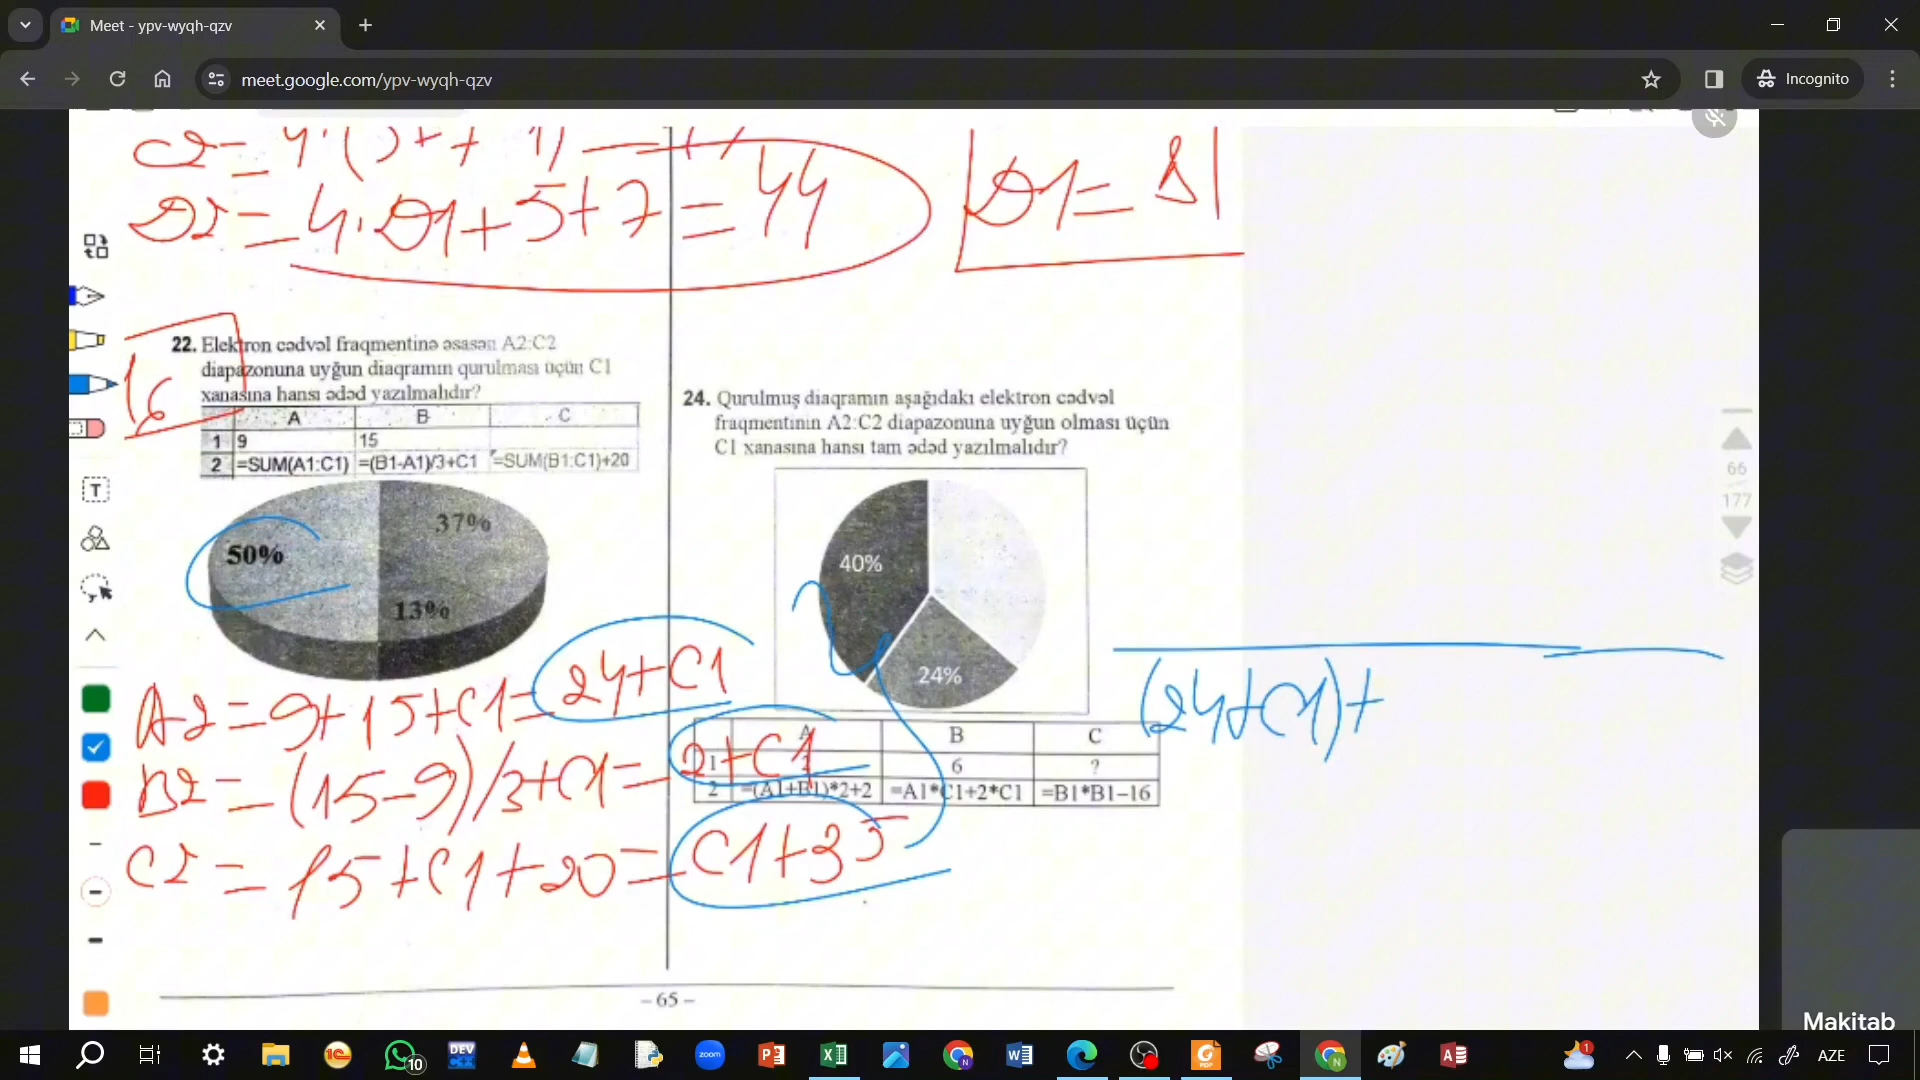 Meet - ypv-wyqh-qzv
meet.google.com/ypv-wyqh-qzv
Incognito
D2=4·D1+5+7=44
D1=8
16
22. Elektron cədvəl fraqmentinə əsasən A2:C2
diapazonuna uyğun diaqramın qurulması üçün C1
xanasına hansı ədəd yazılmalıdır?
A B C
1 9 15
2 =SUM(A1:C1) =(B1-A1)/3+C1 =SUM(B1:C1)+20
50%
37%
13%
A2=9+15+C1=24+C1
B2=(15-9)/3+C1=2+C1
C2=15+C1+20=C1+35
24. Qurulmuş diaqramın aşağıdakı elektron cədvəl
fraqmentinin A2:C2 diapazonuna uyğun olması üçün
C1 xanasına hansı tam ədəd yazılmalıdır?
40%
24%
A B C
1 6 ?
2 =(A1+B1)*2+2 =A1*C1+2*C1 =B1*B1-16
(24+C1)+
- 65 -
66
177
T
Makitab
10
DEV
C++
zoom
1
AZE